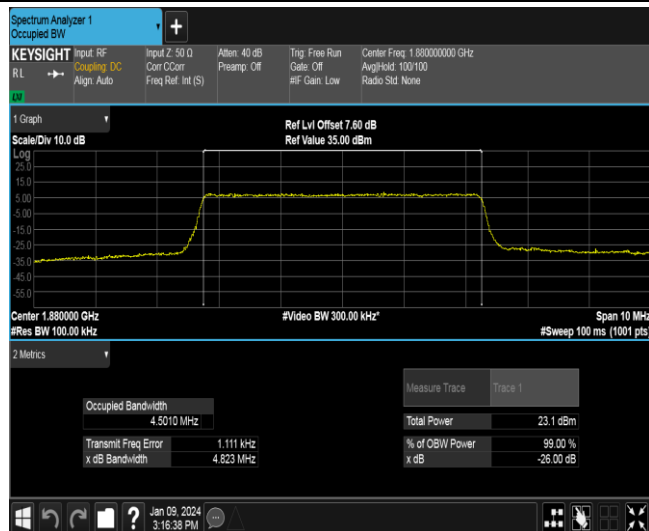 Spectrum Analyzer 1
Occupied BW
+
KEYSIGHT
RL
Input: RF
Coupling: DC
Align: Auto
Input Z: 50 Ω
Corr CCorr
Freq Ref: Int (S)
Atten: 40 dB
Preamp: Off
Trig: Free Run
Gate: Off
#IF Gain: Low
Center Freq: 1.880000000 GHz
Avg|Hold: 100/100
Radio Std: None
1 Graph
Scale/Div 10.0 dB
Ref Lvl Offset 7.60 dB
Ref Value 35.00 dBm
Log
25.0
15.0
5.00
-5.00
-15.0
-25.0
-35.0
-45.0
-55.0
Center 1.880000 GHz
#Res BW 100.00 kHz
#Video BW 300.00 kHz*
Span 10 MHz
#Sweep 100 ms (1001 pts)
2 Metrics
Measure Trace Trace 1
Occupied Bandwidth
4.5010 MHz
Total Power 23.1 dBm
Transmit Freq Error 1.111 kHz
% of OBW Power 99.00 %
x dB Bandwidth 4.823 MHz
x dB -26.00 dB
?
Jan 09, 2024
3:16:38 PM